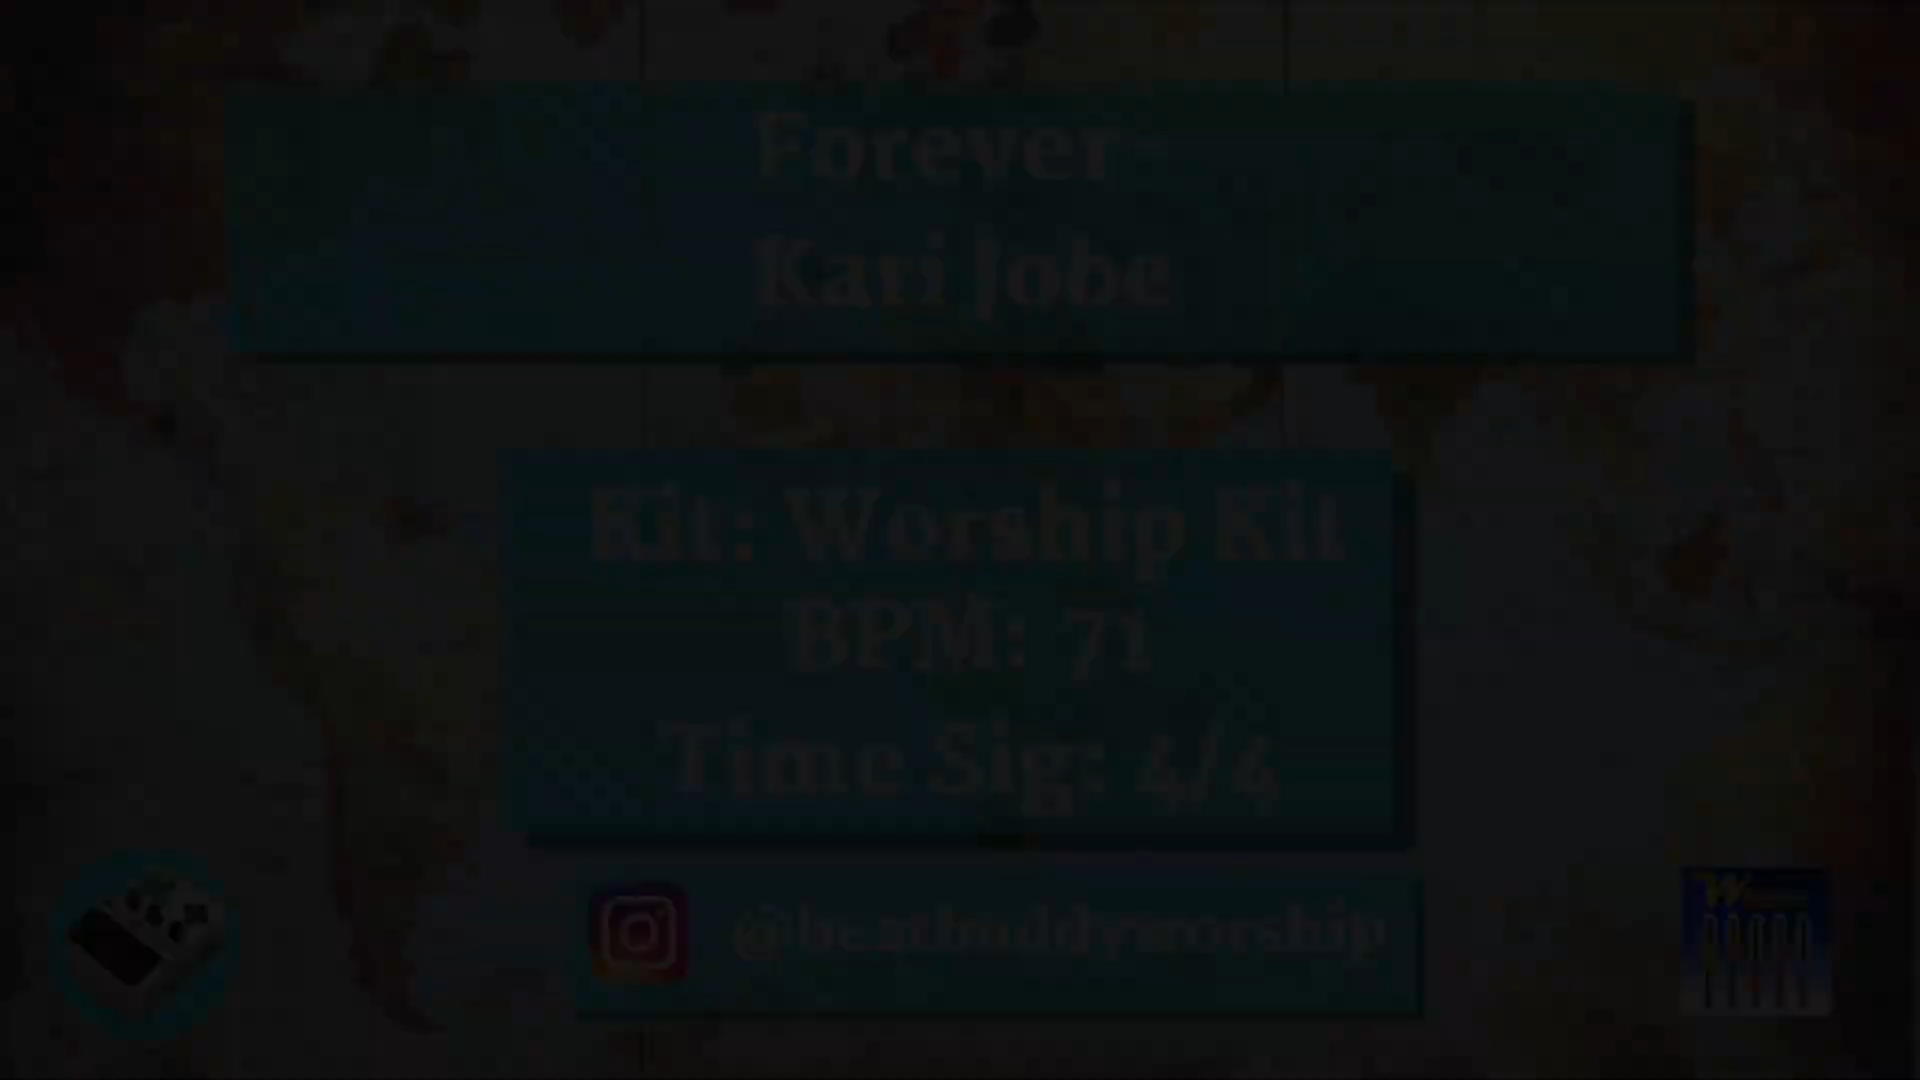 Forever
Kari Jobe
Kit: Worship Kit
BPM: 71
Time Sig: 4/4
@beatbuddyworship